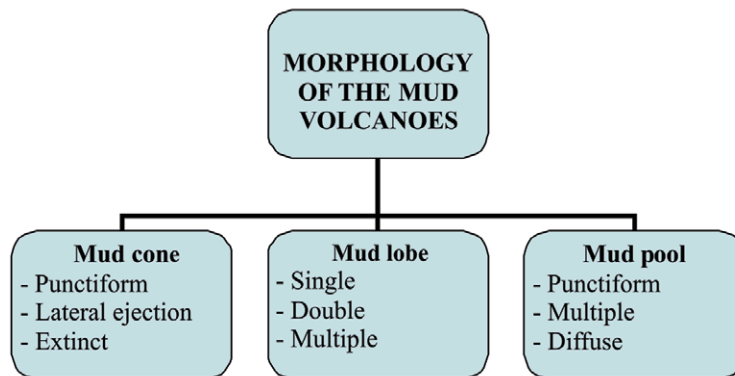 MORPHOLOGY
OF THE MUD
VOLCANOES
Mud cone
- Punctiform
- Lateral ejection
- Extinct
Mud lobe
- Single
- Double
- Multiple
Mud pool
- Punctiform
- Multiple
- Diffuse